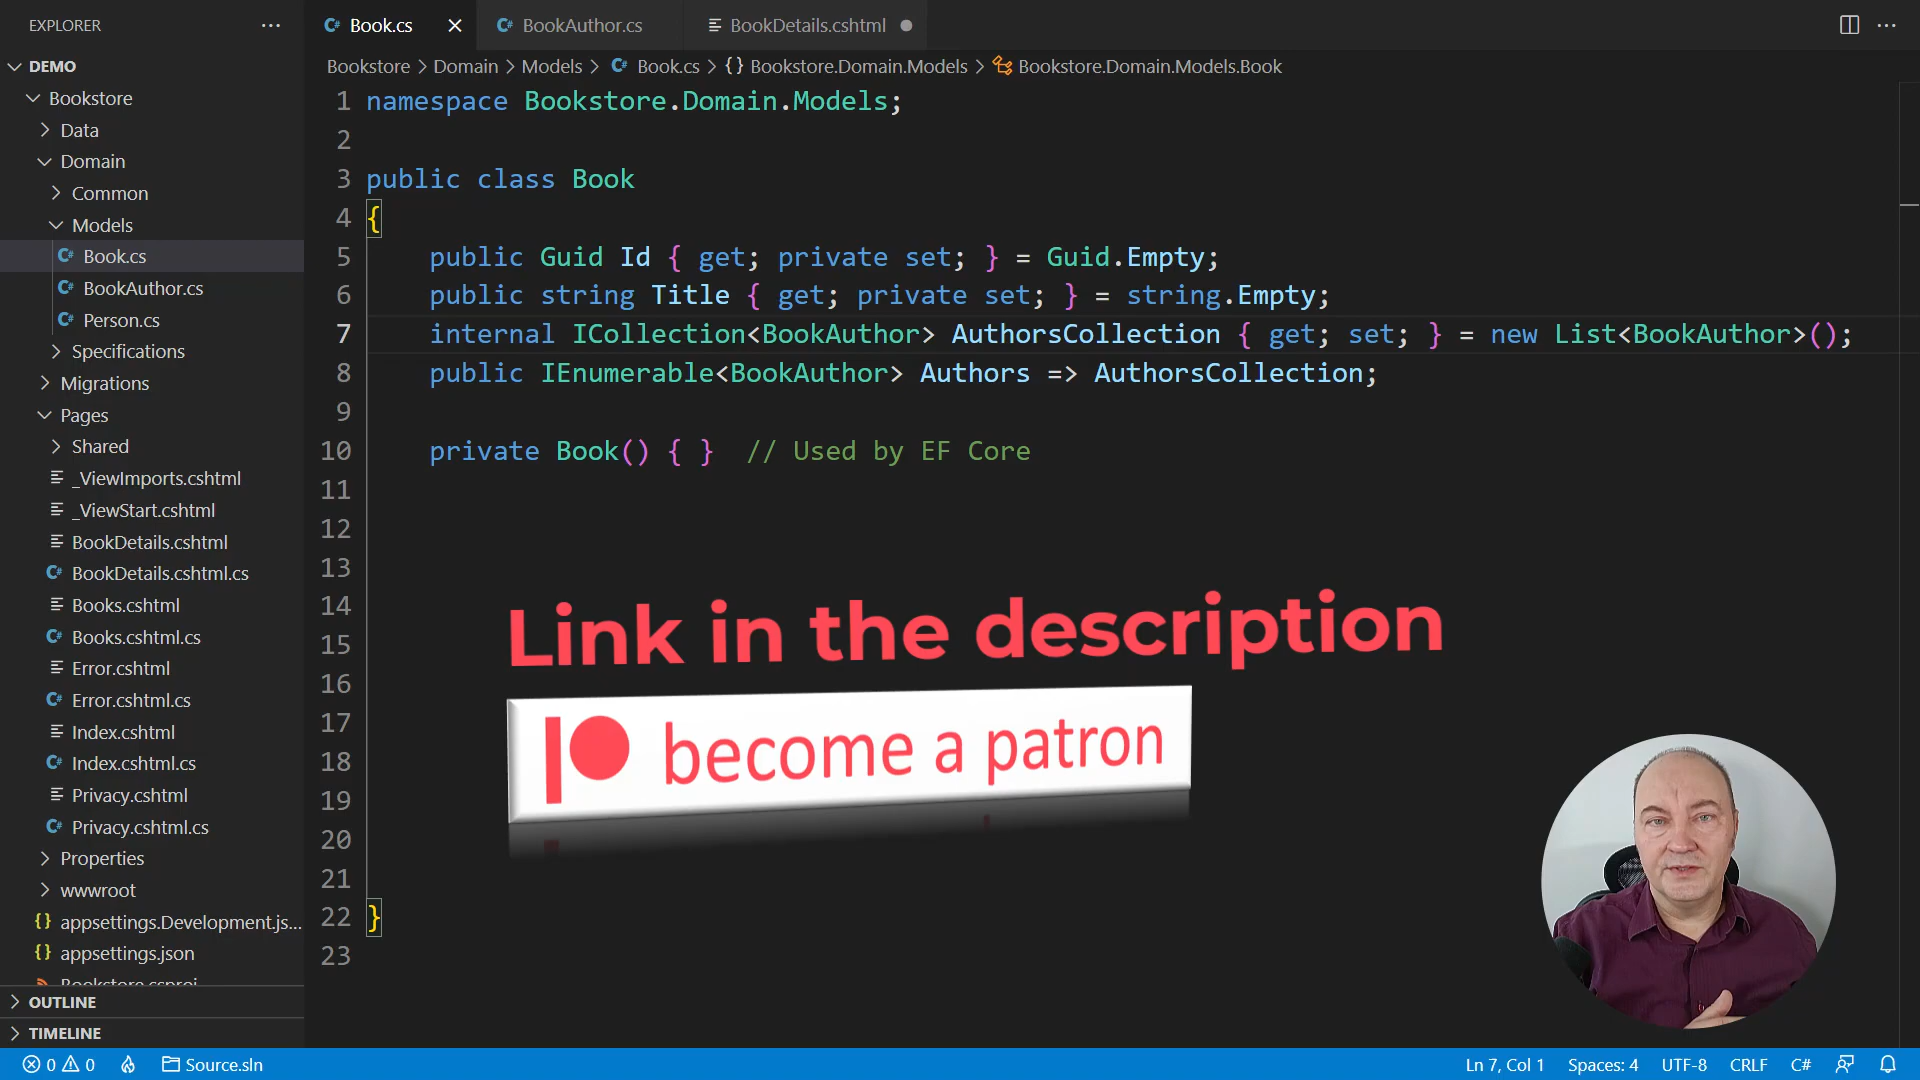 EXPLORER
DEMO
Bookstore
Data
Domain
Common
Models
Book.cs
BookAuthor.cs
Person.cs
Specifications
Migrations
Pages
Shared
_ViewImports.cshtml
_ViewStart.cshtml
BookDetails.cshtml
BookDetails.cshtml.cs
Books.cshtml
Books.cshtml.cs
Error.cshtml
Error.cshtml.cs
Index.cshtml
Index.cshtml.cs
Privacy.cshtml
Privacy.cshtml.cs
Properties
wwwroot
appsettings.Development.js...
appsettings.json
Bookstore.csproj
OUTLINE
TIMELINE
Book.cs BookAuthor.cs BookDetails.cshtml
Bookstore > Domain > Models > Book.cs > {} Bookstore.Domain.Models > Bookstore.Domain.Models.Book
1 namespace Bookstore.Domain.Models;
2
3 public class Book
4 {
5 public Guid Id { get; private set; } = Guid.Empty;
6 public string Title { get; private set; } = string.Empty;
7 internal ICollection<BookAuthor> AuthorsCollection { get; set; } = new List<BookAuthor>();
8 public IEnumerable<BookAuthor> Authors => AuthorsCollection;
9
10 private Book() { } // Used by EF Core
11
12
13
14
15
16
17
18
19
20
21
22 }
23
Link in the description
become a patron
0 0 Source.sln Ln 7, Col 1 Spaces: 4 UTF-8 CRLF C#